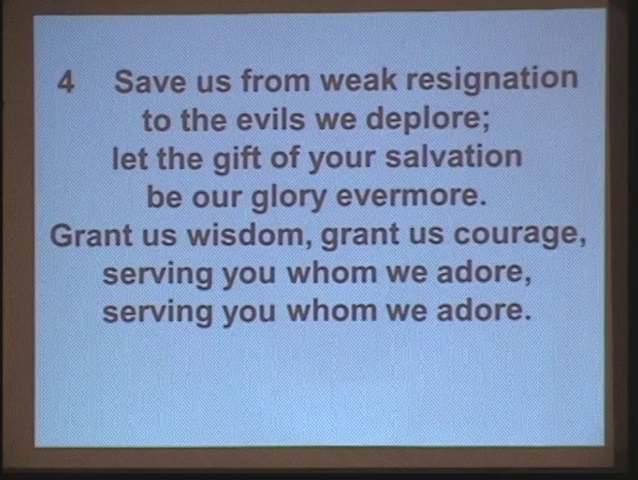 4 Save us from weak resignation
to the evils we deplore;
let the gift of your salvation
be our glory evermore.
Grant us wisdom, grant us courage,
serving you whom we adore,
serving you whom we adore.